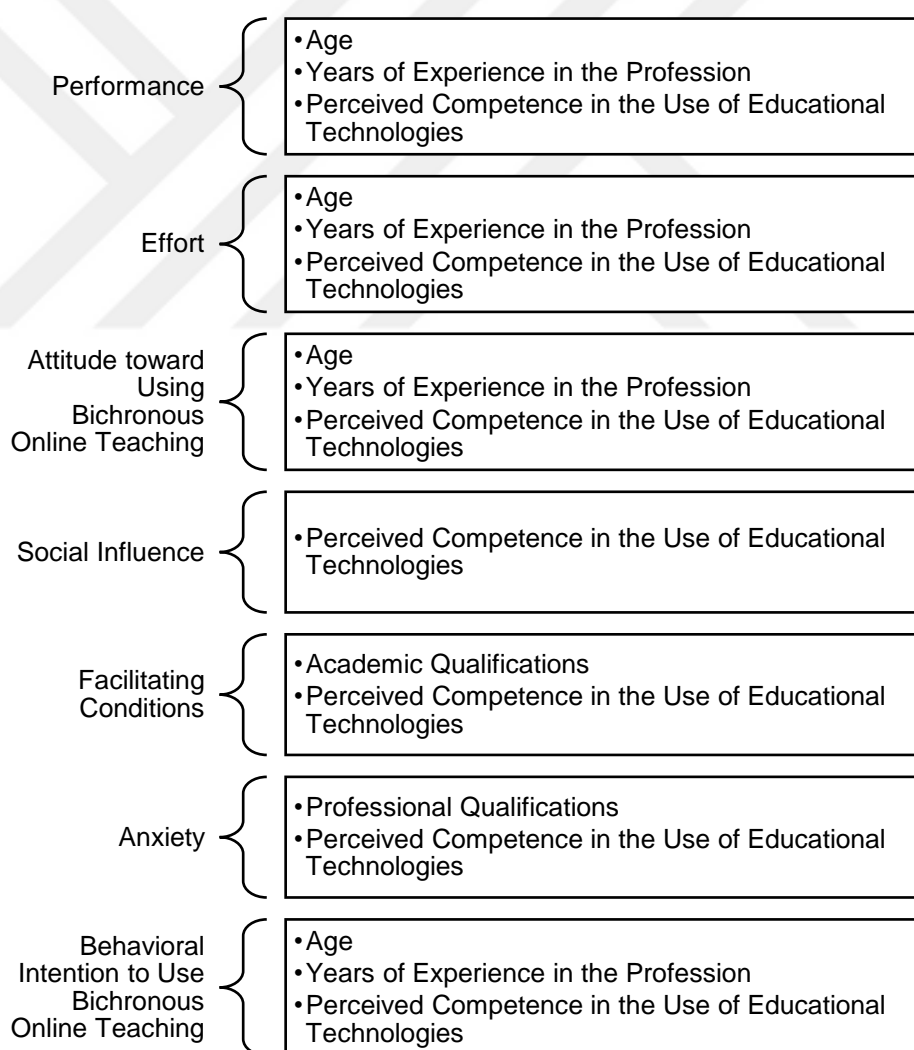 Performance
•Age
•Years of Experience in the Profession
•Perceived Competence in the Use of Educational
Technologies
Effort
•Age
•Years of Experience in the Profession
•Perceived Competence in the Use of Educational
Technologies
Attitude toward
Using
Bichronous
Online Teaching
•Age
•Years of Experience in the Profession
•Perceived Competence in the Use of Educational
Technologies
Social Influence
•Perceived Competence in the Use of Educational
Technologies
Facilitating
Conditions
•Academic Qualifications
•Perceived Competence in the Use of Educational
Technologies
Anxiety
•Professional Qualifications
•Perceived Competence in the Use of Educational
Technologies
Behavioral
Intention to Use
Bichronous
Online Teaching
•Age
•Years of Experience in the Profession
•Perceived Competence in the Use of Educational
Technologies